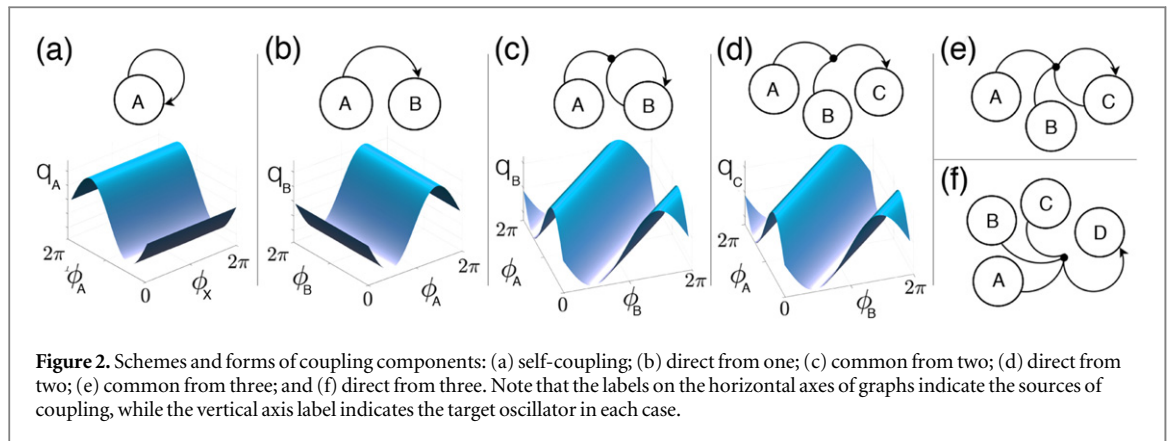 (a)
A
q_A
2π
ϕ_A
0
ϕ_X
2π
(b)
A B
q_B
2π
ϕ_B
0
ϕ_A
2π
(c)
A B
q_B
2π
ϕ_A
0
ϕ_B
2π
(d)
A B C
q_C
2π
ϕ_A
0
ϕ_B
2π
(e)
A B C
(f)
B C D
A
Figure 2. Schemes and forms of coupling components: (a) self-coupling; (b) direct from one; (c) common from two; (d) direct from
two; (e) common from three; and (f) direct from three. Note that the labels on the horizontal axes of graphs indicate the sources of
coupling, while the vertical axis label indicates the target oscillator in each case.